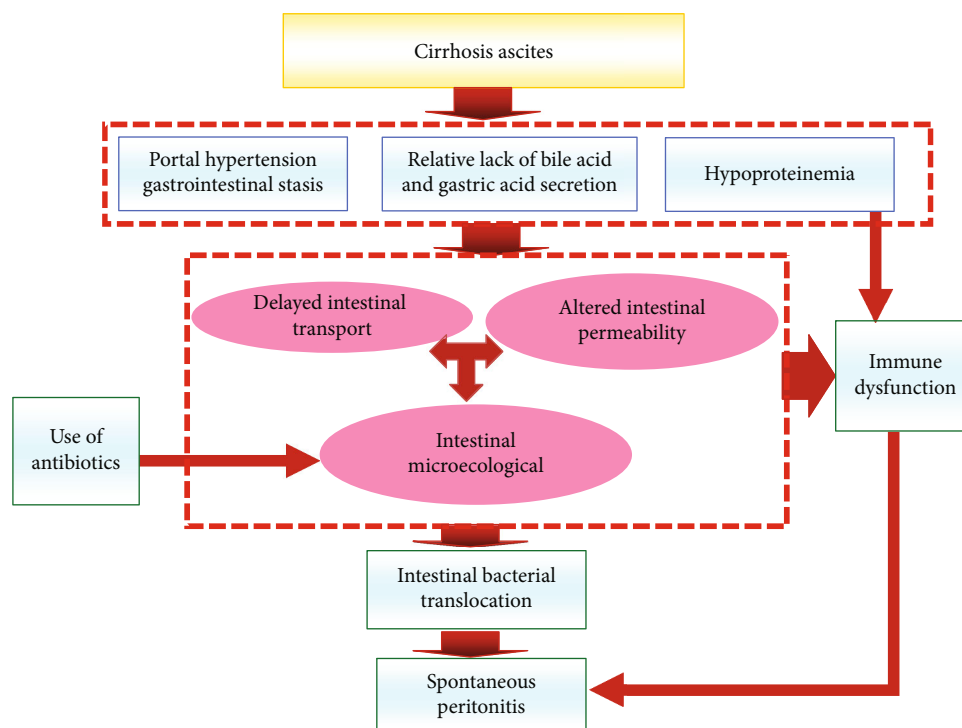 Cirrhosis ascites
Portal hypertension
gastrointestinal stasis
Relative lack of bile acid
and gastric acid secretion
Hypoproteinemia
Delayed intestinal
transport
Altered intestinal
permeability
Immune
dysfunction
Use of
antibiotics
Intestinal
microecological
Intestinal bacterial
translocation
Spontaneous
peritonitis